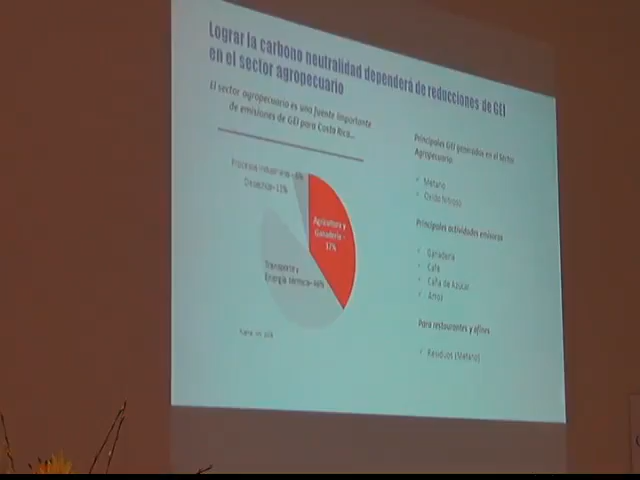 Lograr la carbono neutralidad dependerá de reducciones de GEI
en el sector agropecuario
El sector agropecuario es una fuente importante
de emisiones de GEI para Costa Rica...
Principales GEI generados en el Sector
Agropecuario
Metano
Oxido Nitroso
Principales actividades emisoras
Ganadería
Café
Caña de Azucar
Arroz
Para restaurantes y afines
Residuos (Metano)
Procesos Industriales
Desechos
Agricultura y
Ganadería -
37%
Transporte y
Energía térmica